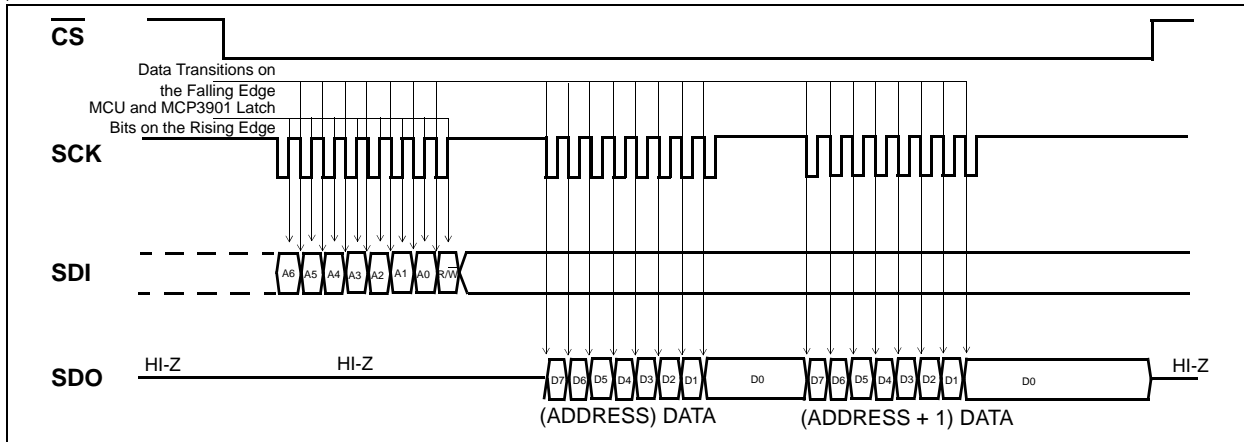 CS
Data Transitions on
the Falling Edge
MCU and MCP3901 Latch
Bits on the Rising Edge
SCK
SDI
A6 A5 A4 A3 A2 A1 A0 R/W
SDO
HI-Z HI-Z D7 D6 D5 D4 D3 D2 D1 D0 D7 D6 D5 D4 D3 D2 D1 D0 HI-Z
(ADDRESS) DATA (ADDRESS + 1) DATA